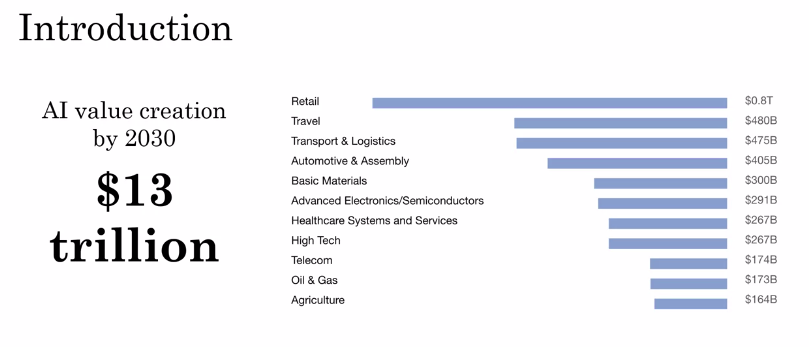 Introduction
AI value creation
by 2030
$13
trillion
Retail $0.8T
Travel $480B
Transport & Logistics $475B
Automotive & Assembly $405B
Basic Materials $300B
Advanced Electronics/Semiconductors $291B
Healthcare Systems and Services $267B
High Tech $267B
Telecom $174B
Oil & Gas $173B
Agriculture $164B